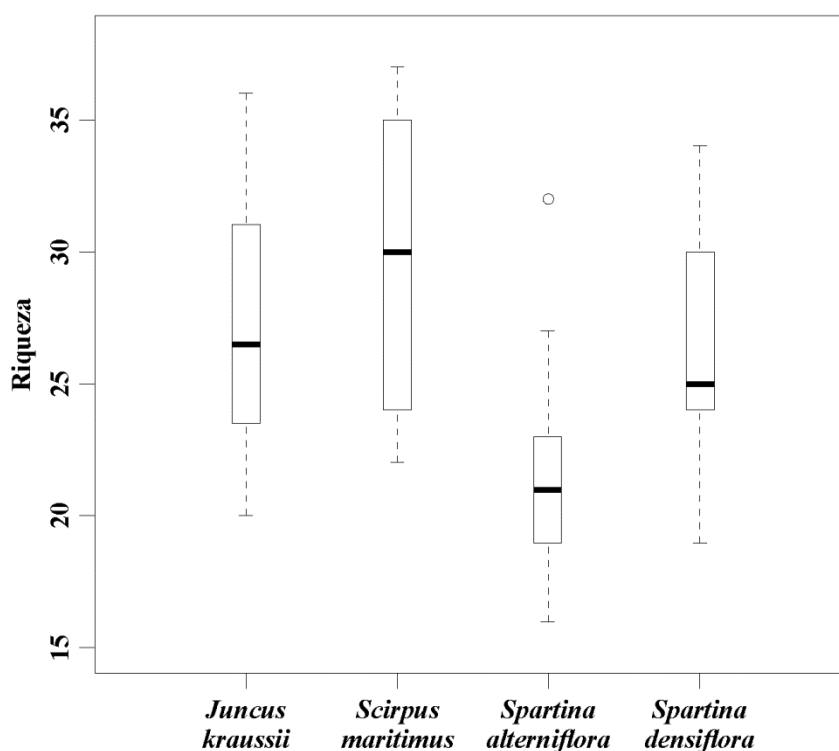 Riqueza
35
30
25
20
15
Juncus kraussii
Scirpus maritimus
Spartina alterniflora
Spartina densiflora